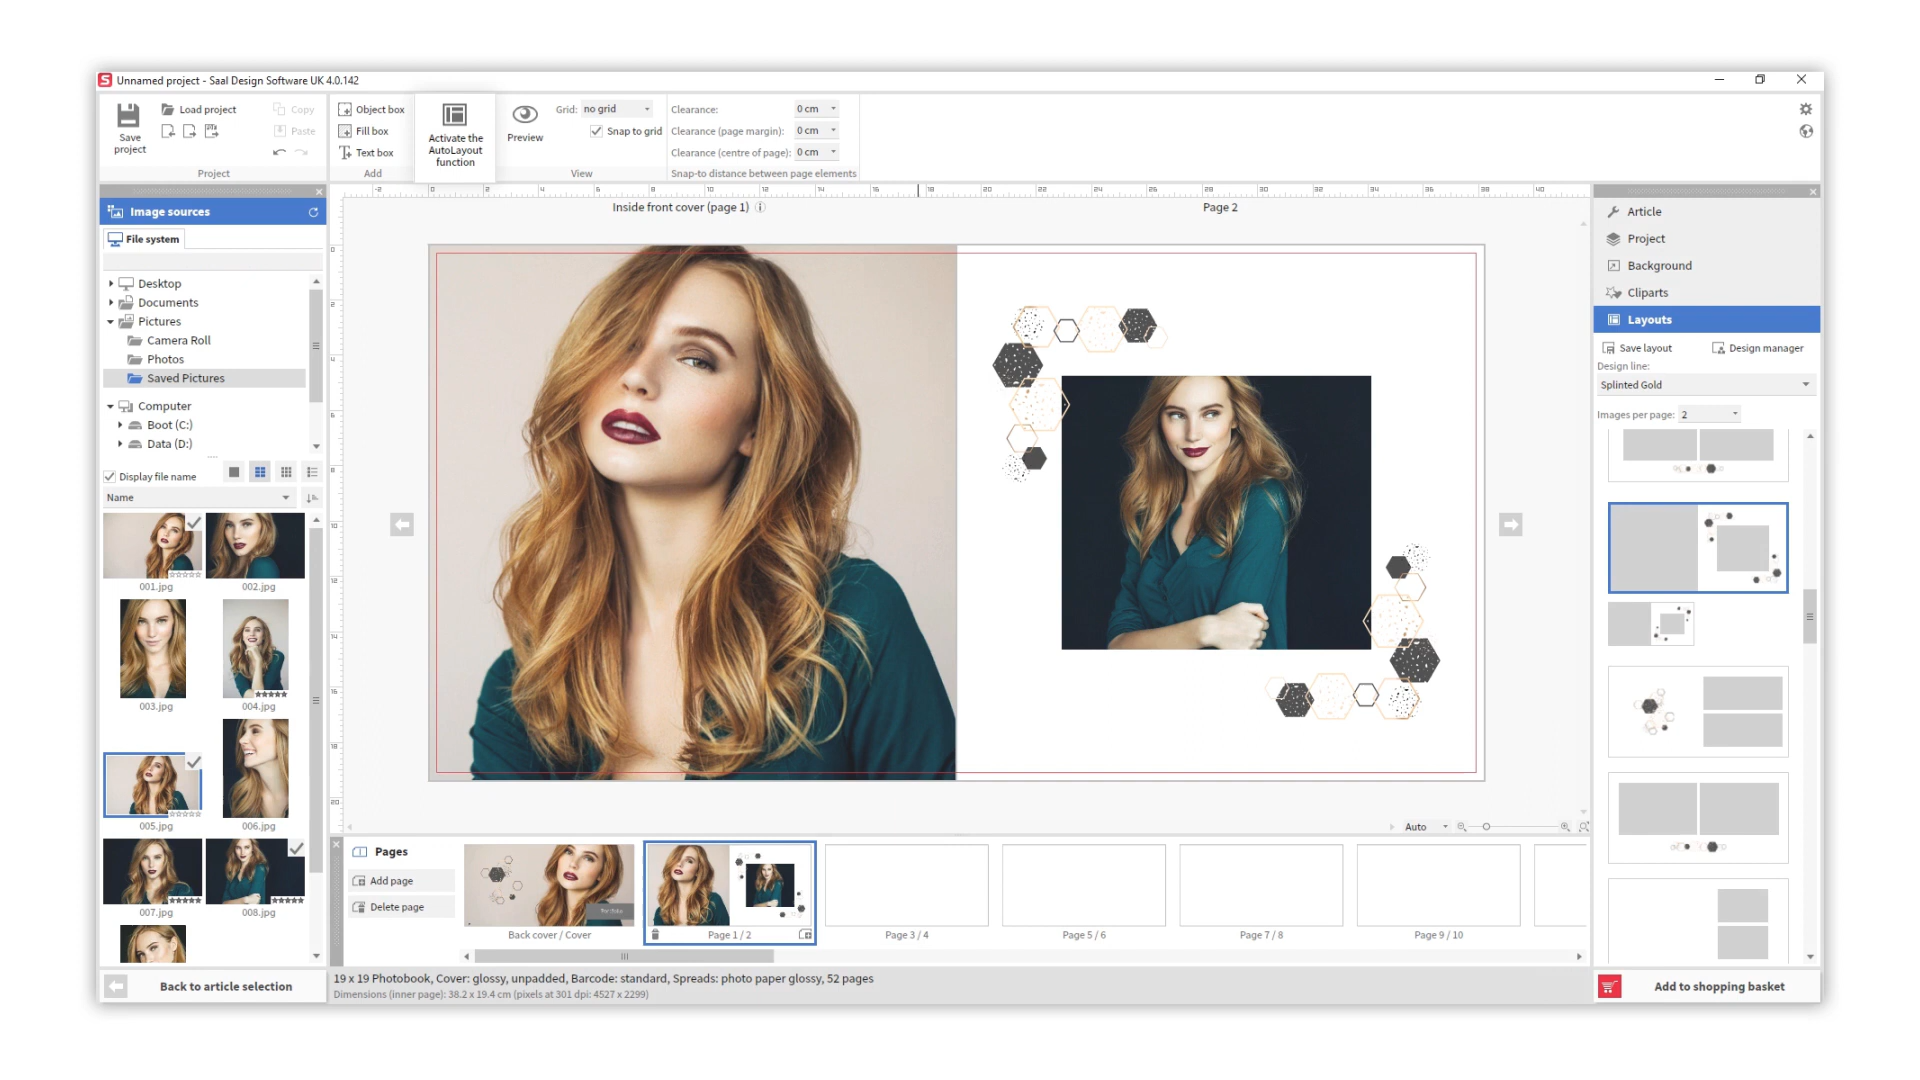 Unnamed project - Saal Design Software UK 4.0.142
Save project
Load project
Copy
Paste
Project
Object box
Fill box
Text box
Add
Activate the AutoLayout function
Preview
Grid: no grid
Snap to grid
View
Clearance: 0 cm
Clearance (page margin): 0 cm
Clearance (centre of page): 0 cm
Snap-to distance between page elements
Image sources
File system
Desktop
Documents
Pictures
Camera Roll
Photos
Saved Pictures
Computer
Boot (C:)
Data (D:)
Display file name
Name
001.jpg
002.jpg
003.jpg
004.jpg
005.jpg
006.jpg
007.jpg
008.jpg
Back to article selection
Inside front cover (page 1)
Page 2
Auto
Pages
Add page
Delete page
Back cover / Cover
Page 1 / 2
Page 3 / 4
Page 5 / 6
Page 7 / 8
Page 9 / 10
19 x 19 Photobook, Cover: glossy, unpadded, Barcode: standard, Spreads: photo paper glossy, 52 pages
Dimensions (inner page): 38.2 x 19.4 cm (pixels at 301 dpi: 4527 x 2299)
Article
Project
Background
Cliparts
Layouts
Save layout
Design manager
Design line:
Splinted Gold
Images per page: 2
Add to shopping basket